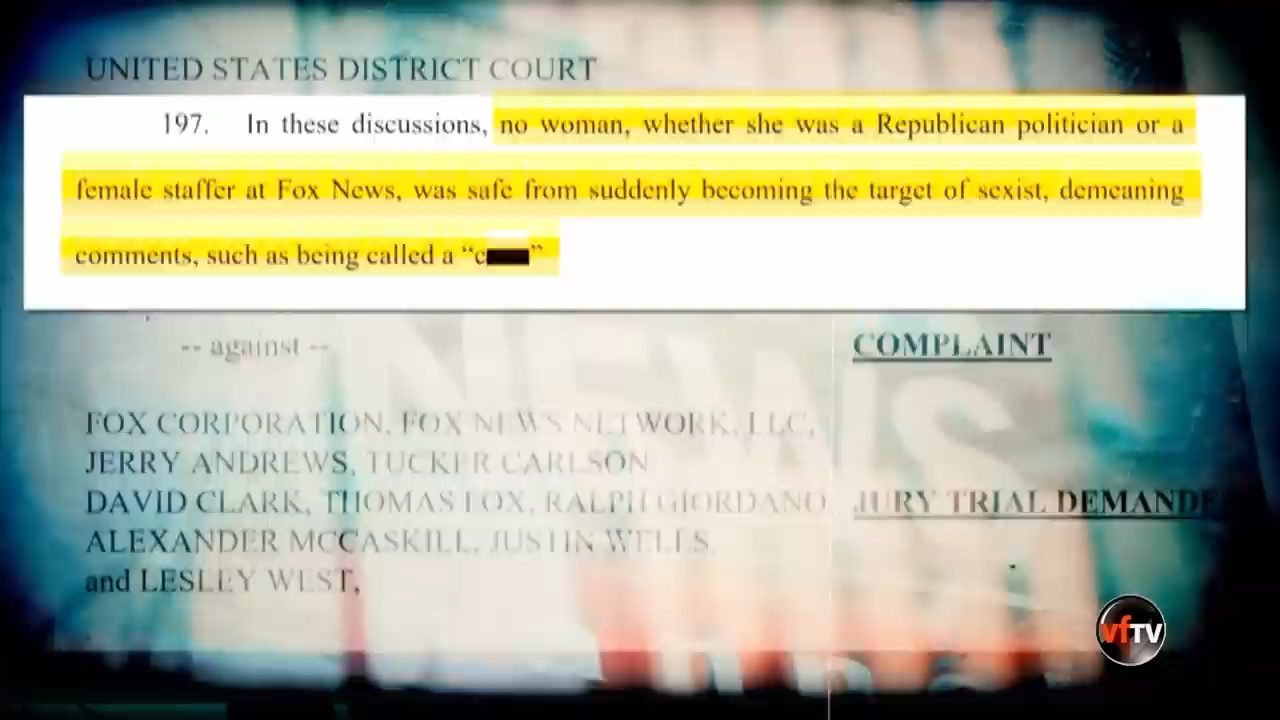 UNITED STATES DISTRICT COURT
197. In these discussions, no woman, whether she was a Republican politician or a
female staffer at Fox News, was safe from suddenly becoming the target of sexist, demeaning
comments, such as being called a “c ”
-- against --
COMPLAINT
FOX CORPORATION, FOX NEWS NETWORK, LLC,
JERRY ANDREWS, TUCKER CARLSON
DAVID CLARK, THOMAS FOX, RALPH GIORDANO
JURY TRIAL DEMANDE
ALEXANDER MCCASKILL, JUSTIN WELLS,
and LESLEY WEST,
NEWS
vfTV